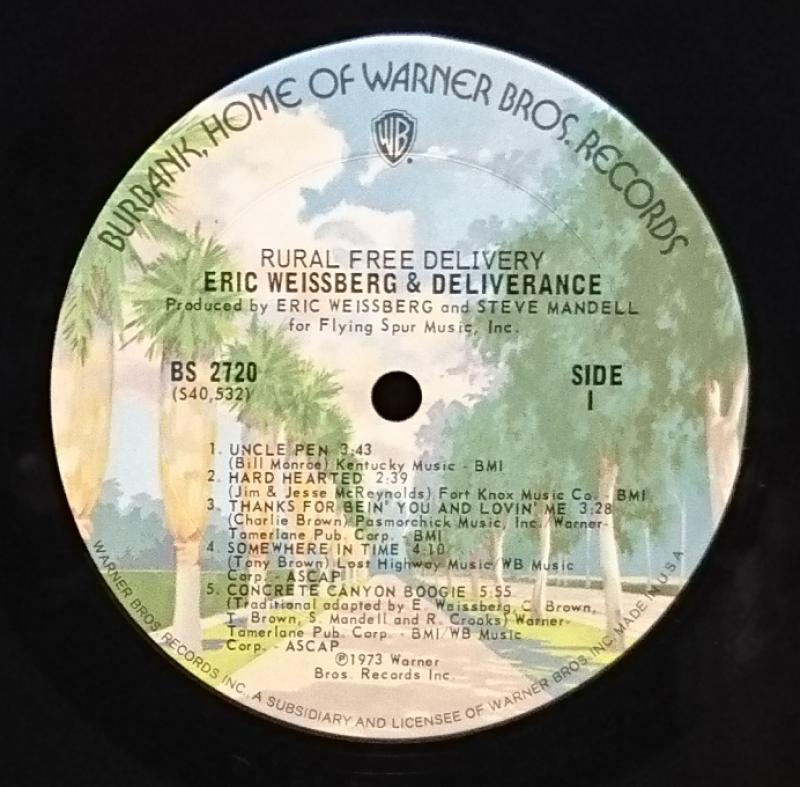 BURBANK, HOME OF WARNER BROS. RECORDS
WB
RURAL FREE DELIVERY
ERIC WEISSBERG & DELIVERANCE
Produced by ERIC WEISSBERG and STEVE MANDELL
for Flying Spur Music, Inc.
BS 2720
(S40,532)
SIDE
1
1. UNCLE PEN 3:43
(Bill Monroe) Kentucky Music - BMI
2. HARD HEARTED 2:39
(Jim & Jesse McReynolds) Fort Knox Music Co. - BMI
3. THANKS FOR BEIN' YOU AND LOVIN' ME 3:28
(Charlie Brown) Pasmorchick Music, Inc./Warner-
Tamerlane Pub. Corp. - BMI
4. SOMEWHERE IN TIME 4:10
(Tony Brown) Lost Highway Music/WB Music
Corp. - ASCAP
5. CONCRETE CANYON BOOGIE 5:55
(Traditional adapted by E. Weissberg, C. Brown,
T. Brown, S. Mandell and R. Crooks) Warner-
Tamerlane Pub. Corp. - BMI/WB Music
Corp. - ASCAP
℗1973 Warner
Bros. Records Inc.
WARNER BROS. RECORDS INC., A SUBSIDIARY AND LICENSEE OF WARNER BROS. INC. MADE IN U.S.A.